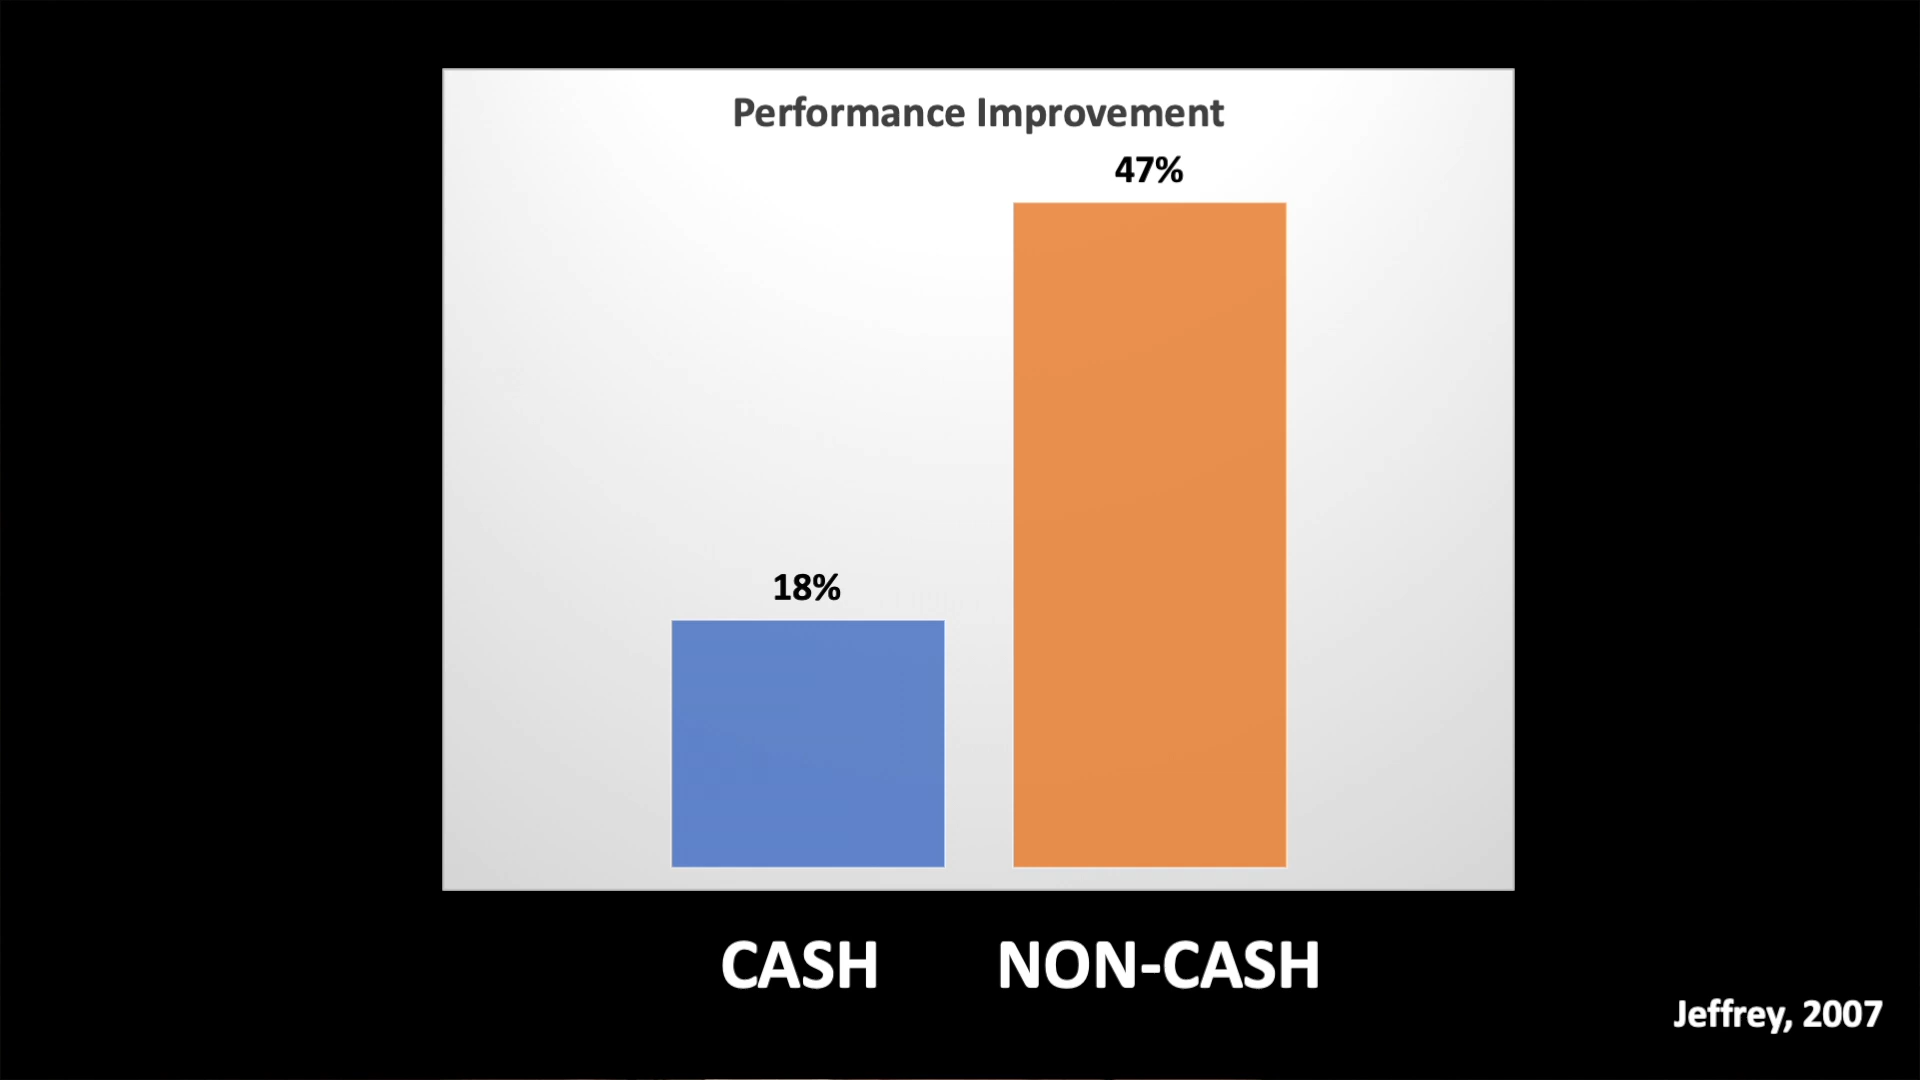 Performance Improvement
47%
18%
CASH
NON-CASH
Jeffrey, 2007